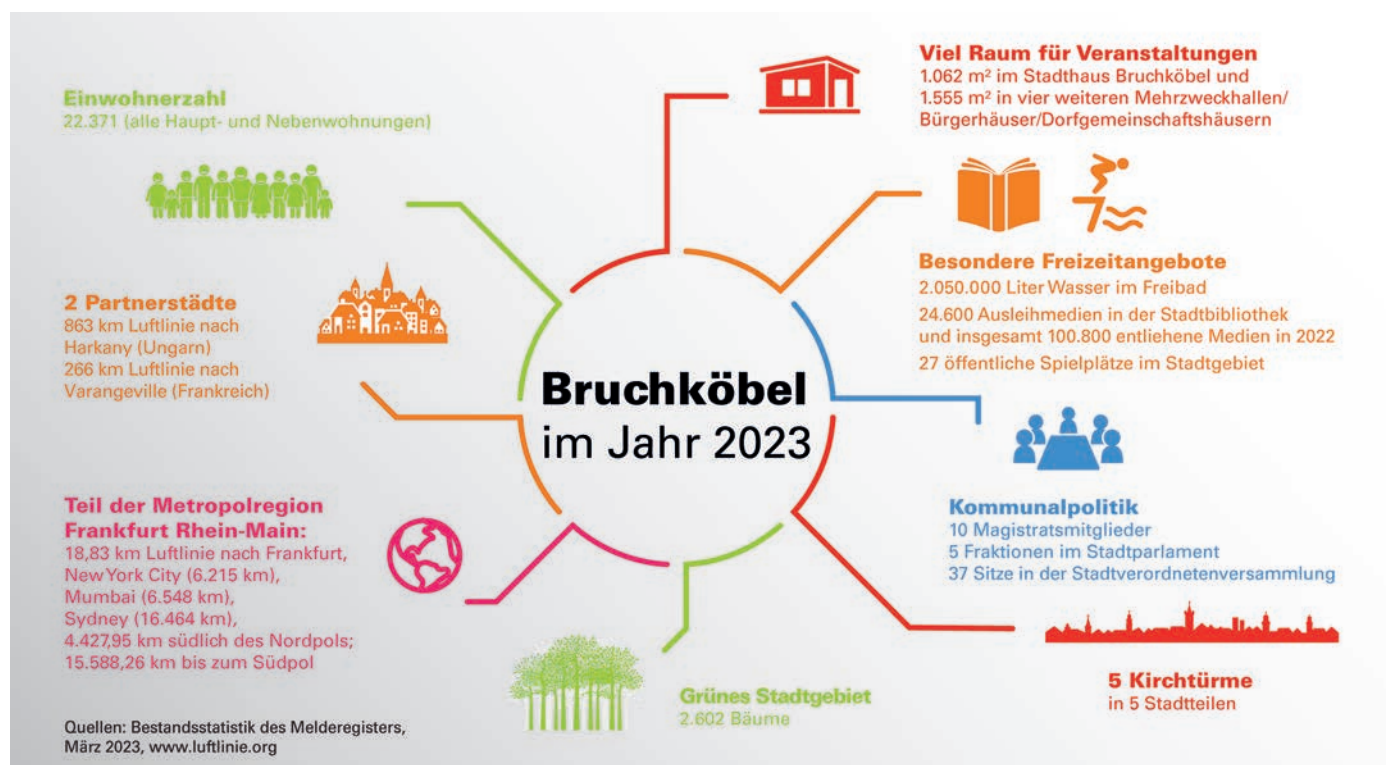 Bruchköbel
im Jahr 2023
Einwohnerzahl
22.371 (alle Haupt- und Nebenwohnungen)
2 Partnerstädte
863 km Luftlinie nach
Harkany (Ungarn)
266 km Luftlinie nach
Varangeville (Frankreich)
Teil der Metropolregion
Frankfurt Rhein-Main:
18,83 km Luftlinie nach Frankfurt,
New York City (6.215 km),
Mumbai (6.548 km),
Sydney (16.464 km),
4.427,95 km südlich des Nordpols;
15.588,26 km bis zum Südpol
Viel Raum für Veranstaltungen
1.062 m² im Stadthaus Bruchköbel und
1.555 m² in vier weiteren Mehrzweckhallen/
Bürgerhäuser/Dorfgemeinschaftshäusern
Besondere Freizeitangebote
2.050.000 Liter Wasser im Freibad
24.600 Ausleihmedien in der Stadtbibliothek
und insgesamt 100.800 entliehene Medien in 2022
27 öffentliche Spielplätze im Stadtgebiet
Kommunalpolitik
10 Magistratsmitglieder
5 Fraktionen im Stadtparlament
37 Sitze in der Stadtverordnetenversammlung
5 Kirchtürme
in 5 Stadtteilen
Grünes Stadtgebiet
2.602 Bäume
Quellen: Bestandsstatistik des Melderegisters,
März 2023, www.luftlinie.org